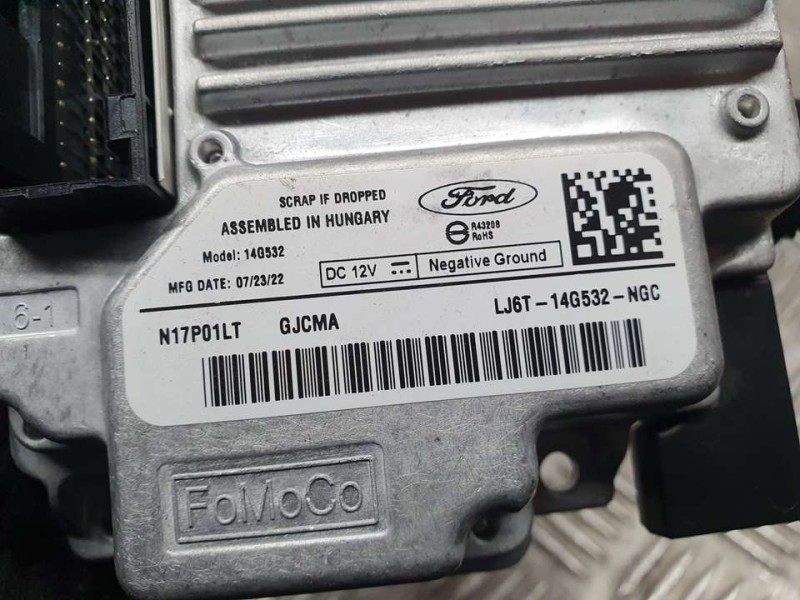 SCRAP IF DROPPED
ASSEMBLED IN HUNGARY
Ford
R43208
RoHS
Model: 14G532
MFG DATE: 07/23/22
DC 12V
Negative Ground
N17P01LT GJCMA LJ6T-14G532-NGC
6-1
FoMoCo